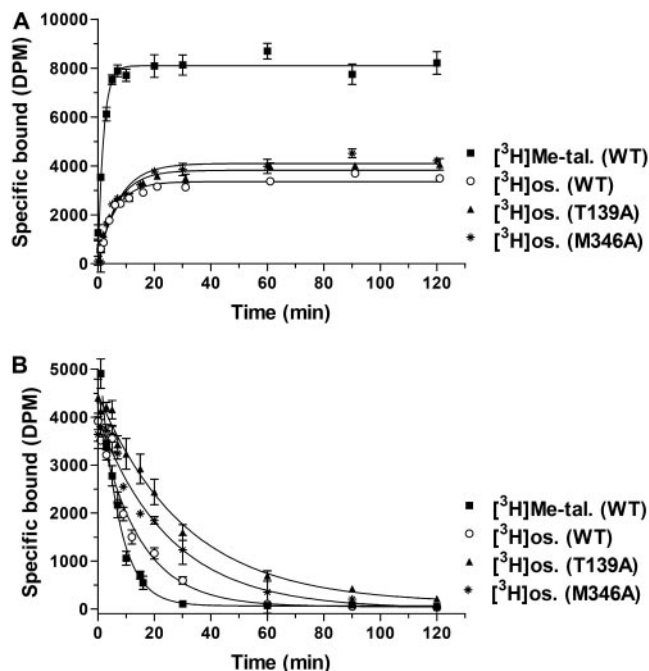 A
Specific bound (DPM)
10000
8000
6000
4000
2000
0
0 20 40 60 80 100 120
Time (min)
[³H]Me-tal. (WT)
[³H]os. (WT)
[³H]os. (T139A)
[³H]os. (M346A)
B
Specific bound (DPM)
5000
4000
3000
2000
1000
0
0 20 40 60 80 100 120
Time (min)
[³H]Me-tal. (WT)
[³H]os. (WT)
[³H]os. (T139A)
[³H]os. (M346A)